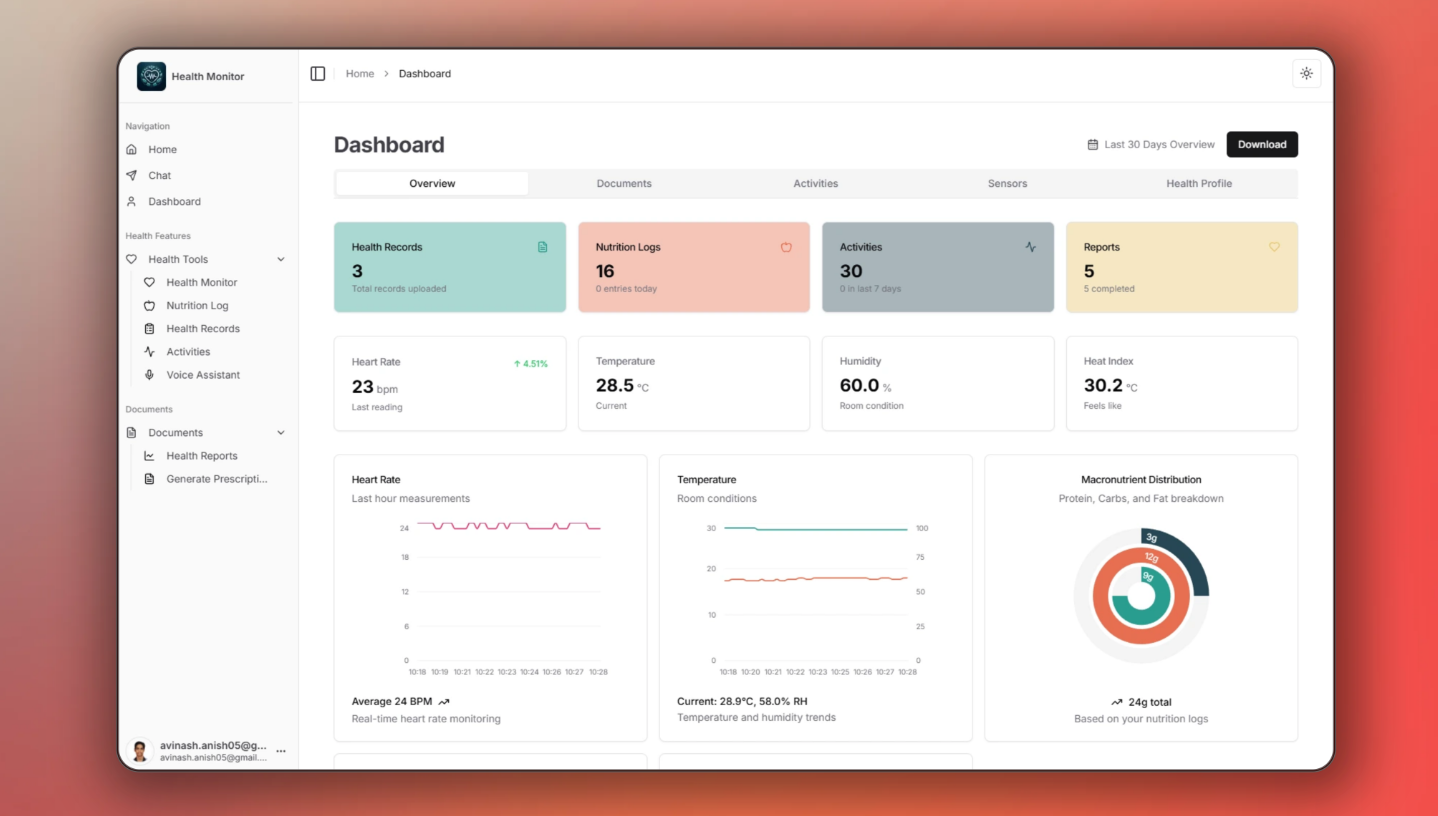 Health Monitor
Home > Dashboard
Navigation
Home
Chat
Dashboard
Health Features
Health Tools
Health Monitor
Nutrition Log
Health Records
Activities
Voice Assistant
Documents
Documents
Health Reports
Generate Prescripti...
avinash.anish05@g...
avinash.anish05@gmail....
Dashboard
Last 30 Days Overview
Download
Overview
Documents
Activities
Sensors
Health Profile
Health Records
3
Total records uploaded
Nutrition Logs
16
0 entries today
Activities
30
0 in last 7 days
Reports
5
5 completed
Heart Rate
↑ 4.51%
23 bpm
Last reading
Temperature
28.5 °C
Current
Humidity
60.0 %
Room condition
Heat Index
30.2 °C
Feels like
Heart Rate
Last hour measurements
24
18
12
6
0
10:18 10:19 10:21 10:22 10:23 10:24 10:26 10:27 10:28
Average 24 BPM
Real-time heart rate monitoring
Temperature
Room conditions
30 100
75
20
50
10
25
0 0
10:18 10:20 10:21 10:22 10:23 10:25 10:26 10:27 10:28
Current: 28.9°C, 58.0% RH
Temperature and humidity trends
Macronutrient Distribution
Protein, Carbs, and Fat breakdown
3g
12g
9g
24g total
Based on your nutrition logs